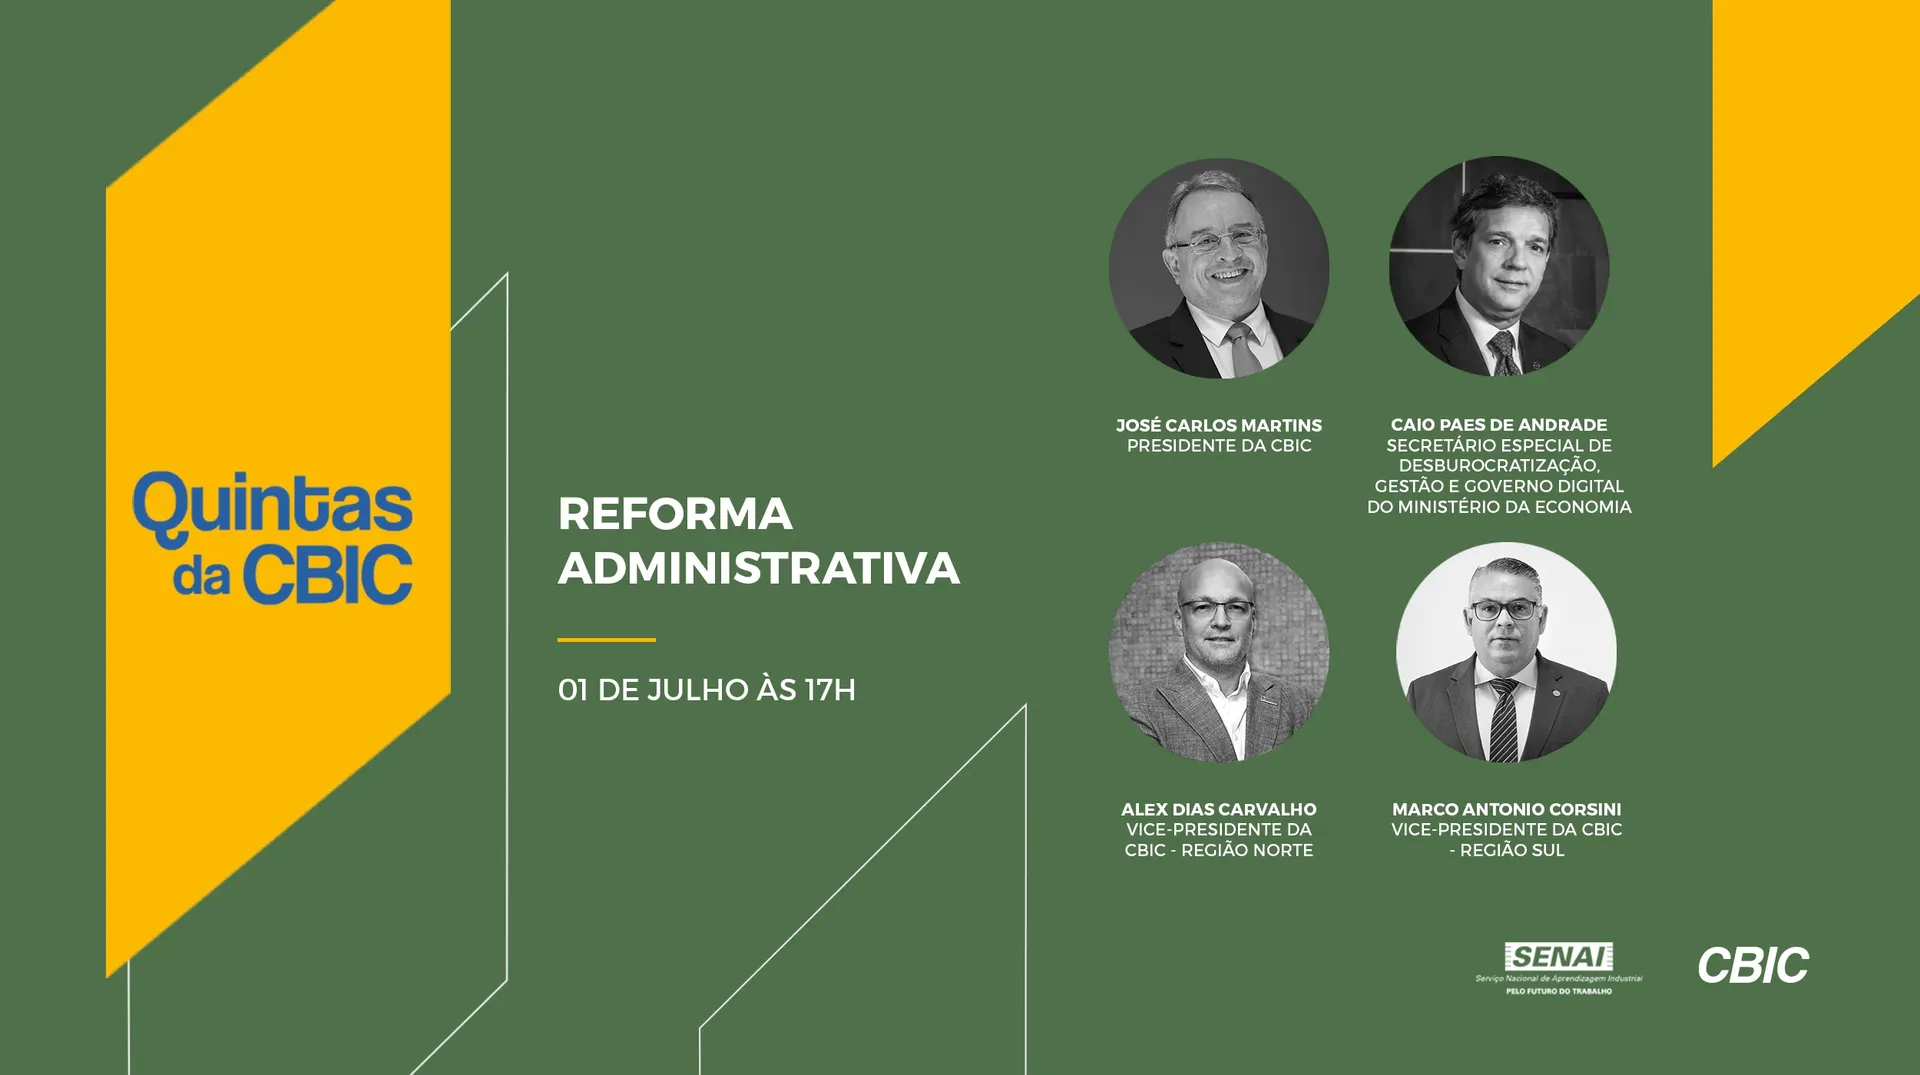 Quintas
da CBIC
REFORMA
ADMINISTRATIVA
01 DE JULHO ÀS 17H
JOSÉ CARLOS MARTINS
PRESIDENTE DA CBIC
CAIO PAES DE ANDRADE
SECRETÁRIO ESPECIAL DE
DESBUROCRATIZAÇÃO,
GESTÃO E GOVERNO DIGITAL
DO MINISTÉRIO DA ECONOMIA
ALEX DIAS CARVALHO
VICE-PRESIDENTE DA
CBIC - REGIÃO NORTE
MARCO ANTONIO CORSINI
VICE-PRESIDENTE DA CBIC
- REGIÃO SUL
SENAI
Serviço Nacional de Aprendizagem Industrial
PELO FUTURO DO TRABALHO
CBIC